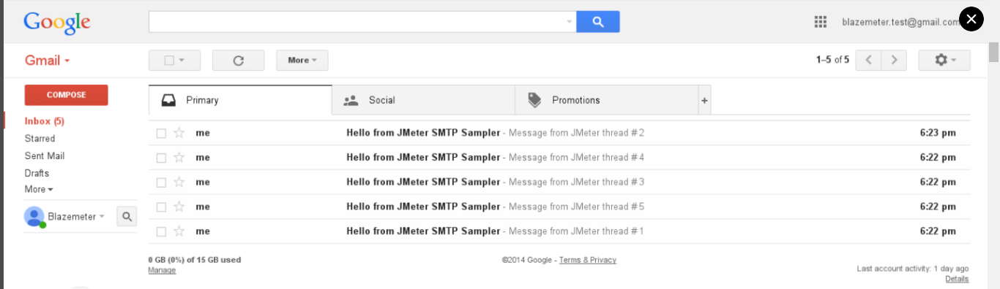 Google
blazemeter.test@gmail.com
Gmail
More
1–5 of 5
COMPOSE
Primary
Social
Promotions
+
Inbox (5)
Starred
Sent Mail
Drafts
More
Blazemeter
me Hello from JMeter SMTP Sampler - Message from JMeter thread #2 6:23 pm
me Hello from JMeter SMTP Sampler - Message from JMeter thread #4 6:22 pm
me Hello from JMeter SMTP Sampler - Message from JMeter thread #3 6:22 pm
me Hello from JMeter SMTP Sampler - Message from JMeter thread #5 6:22 pm
me Hello from JMeter SMTP Sampler - Message from JMeter thread #1 6:22 pm
0 GB (0%) of 15 GB used
Manage
©2014 Google - Terms & Privacy
Last account activity: 1 day ago
Details